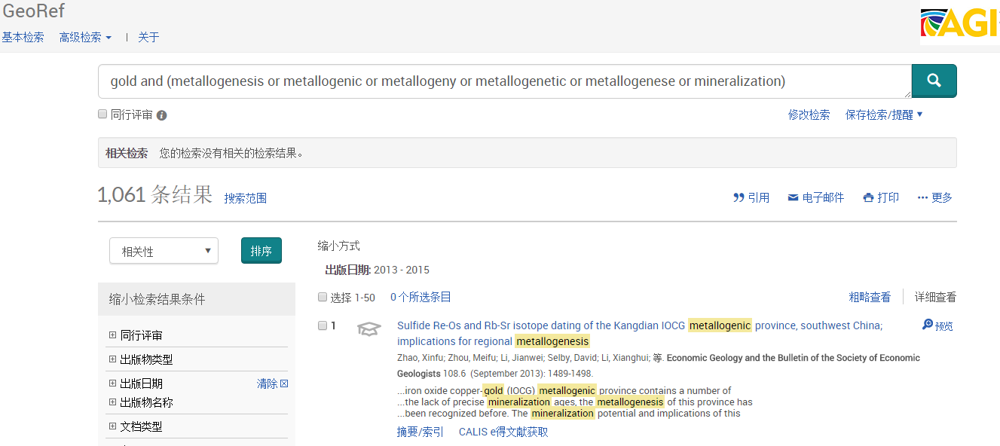 GeoRef
AGI
基本检索 高级检索 | 关于
gold and (metallogenesis or metallogenic or metallogeny or metallogenetic or metallogenese or mineralization)
同行评审
修改检索 保存检索/提醒
相关检索 您的检索没有相关的检索结果。
1,061 条结果 搜索范围
引用 电子邮件 打印 ··· 更多
相关性 排序
缩小检索结果条件
同行评审
出版物类型
出版日期 清除
出版物名称
文档类型
缩小方式
出版日期: 2013 - 2015
选择 1-50 0 个所选条目
粗略查看 详细查看
1
Sulfide Re-Os and Rb-Sr isotope dating of the Kangdian IOCG metallogenic province, southwest China;
implications for regional metallogenesis
预览
Zhao, Xinfu; Zhou, Meifu; Li, Jianwei; Selby, David; Li, Xianghui; 等. Economic Geology and the Bulletin of the Society of Economic
Geologists 108.6 (September 2013): 1489-1498.
...iron oxide copper-gold (IOCG) metallogenic province contains a number of
...the lack of precise mineralization ages, the metallogenesis of this province has
...been recognized before. The mineralization potential and implications of this
摘要/索引 CALIS e得文献获取